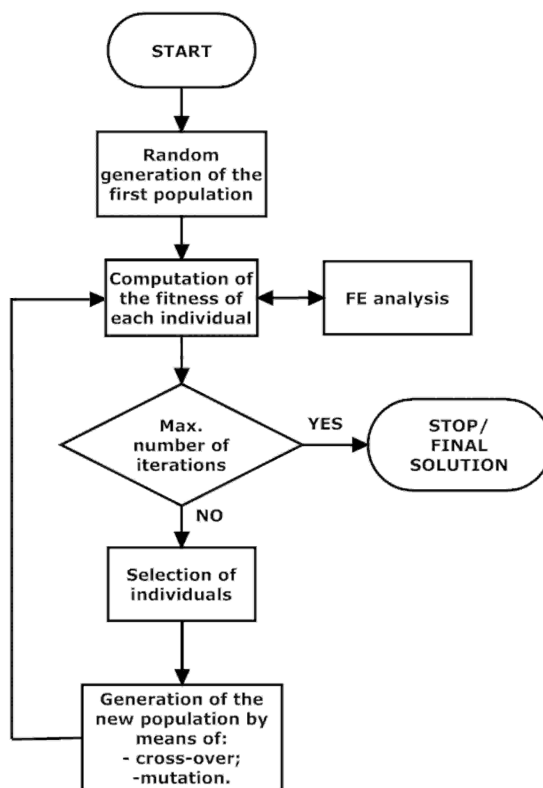 START
Random
generation of the
first population
Computation of
the fitness of
each individual
FE analysis
Max.
number of
iterations
YES
STOP/
FINAL
SOLUTION
NO
Selection of
individuals
Generation of the
new population by
means of:
- cross-over;
-mutation.